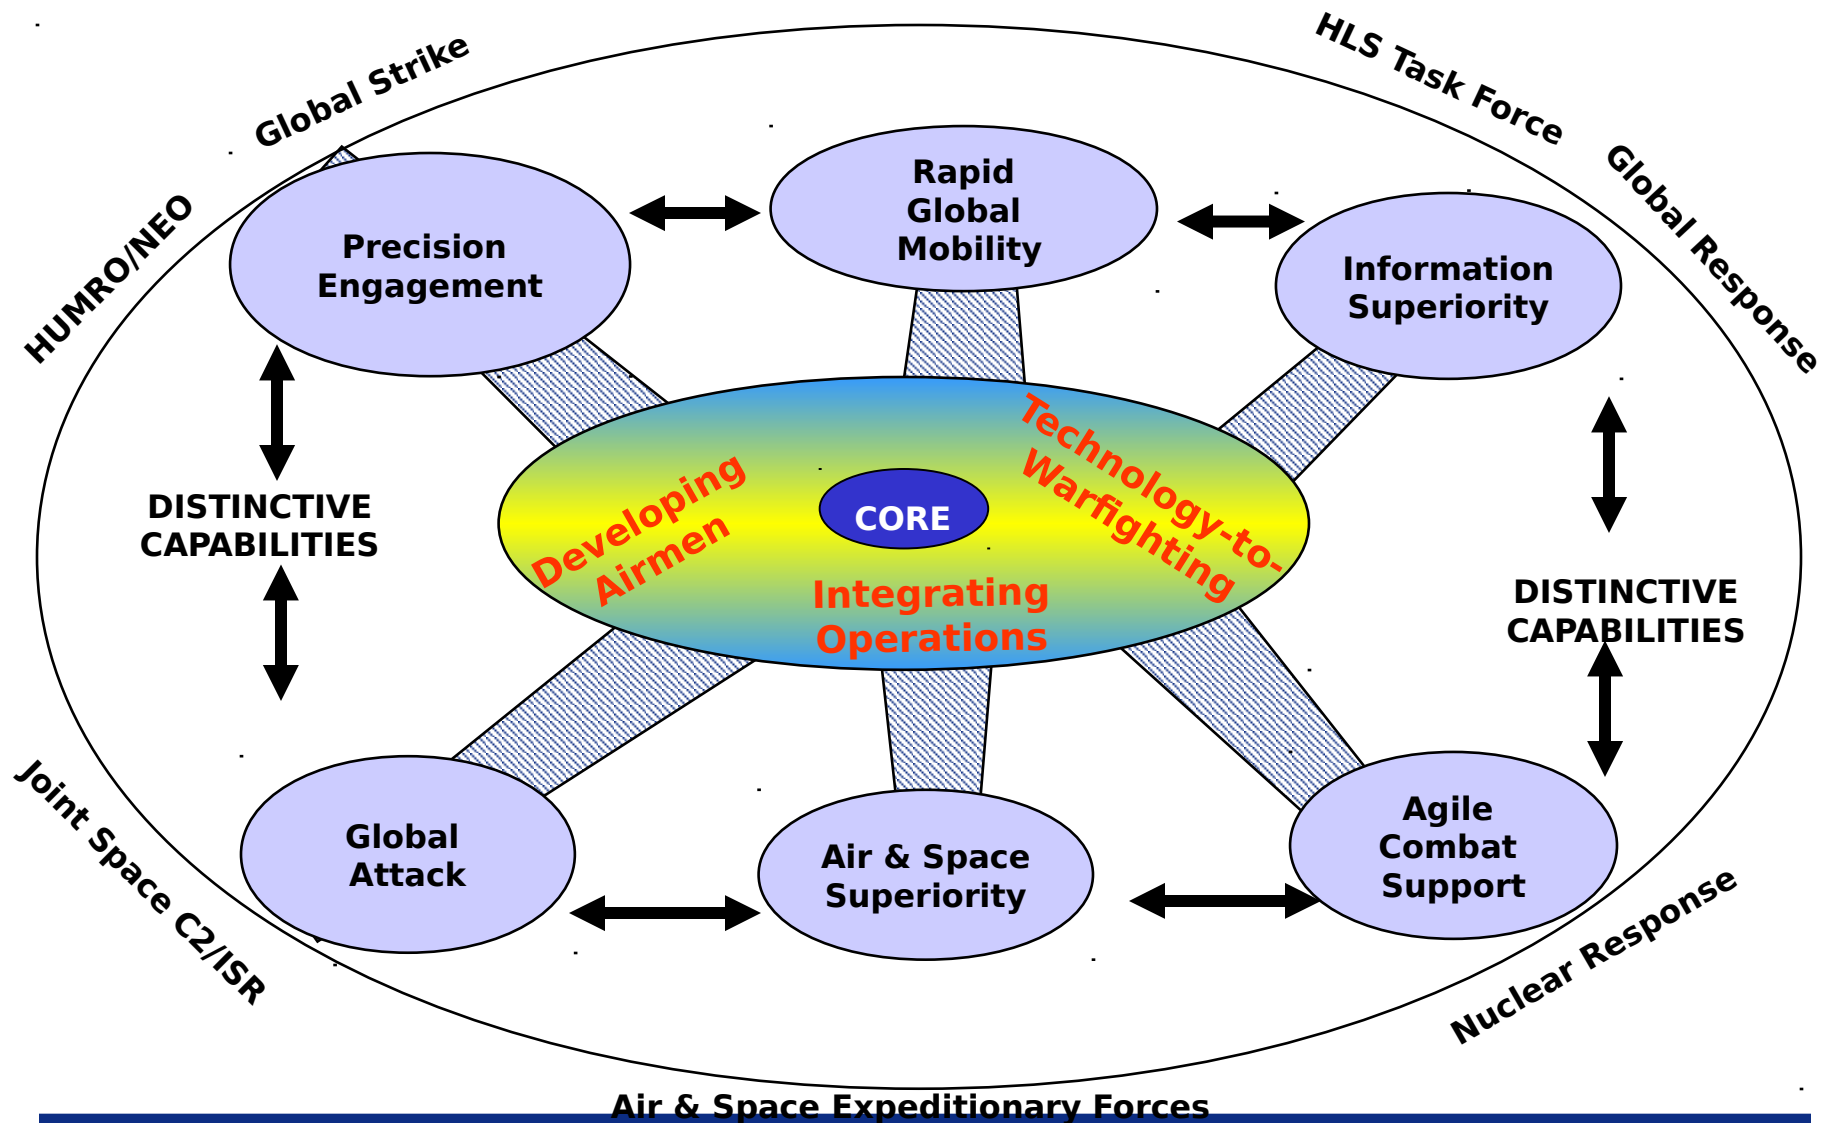 Global Strike
HLS Task Force
HUMRO/NEO
Global Response
Precision
Engagement
Rapid
Global
Mobility
Information
Superiority
DISTINCTIVE
CAPABILITIES
Developing
Airmen
CORE
Technology-to-
Warfighting
Integrating
Operations
DISTINCTIVE
CAPABILITIES
Global
Attack
Air & Space
Superiority
Agile
Combat
Support
Joint Space C2/ISR
Nuclear Response
Air & Space Expeditionary Forces